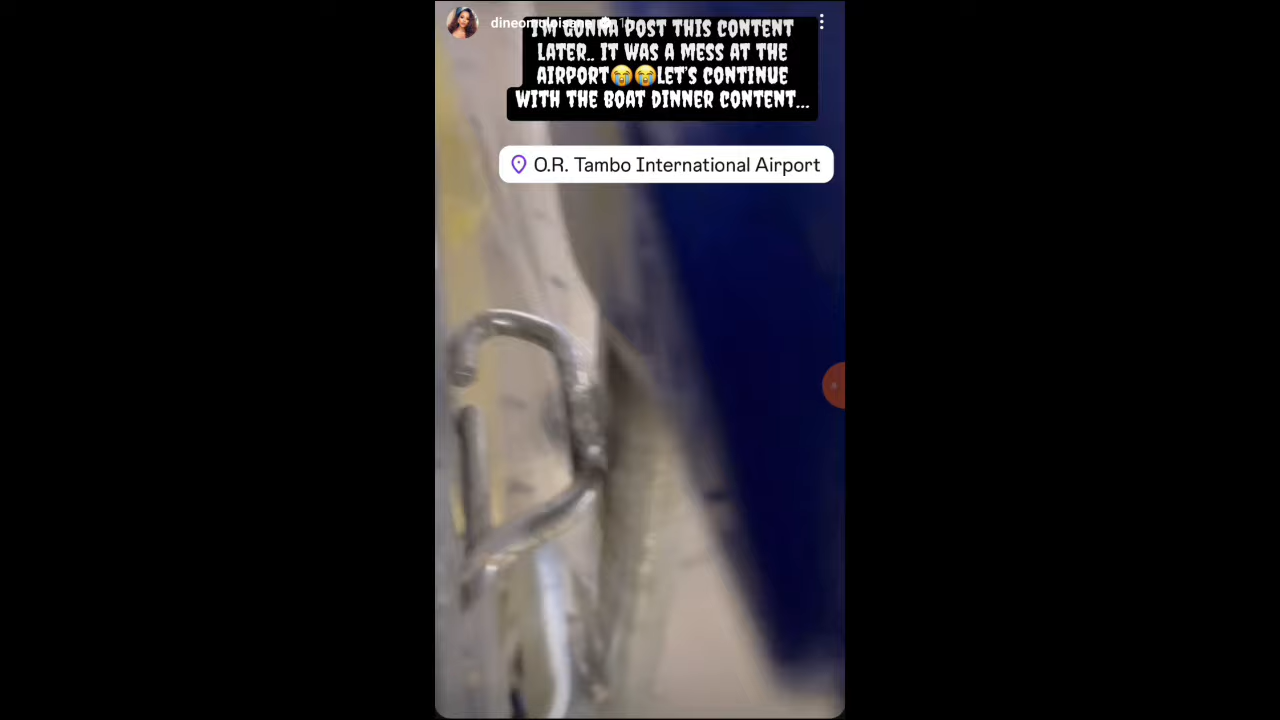 I'M GONNA POST THIS CONTENT
LATER.. IT WAS A MESS AT THE
AIRPORT😭😭LET'S CONTINUE
WITH THE BOAT DINNER CONTENT...
O.R. Tambo International Airport